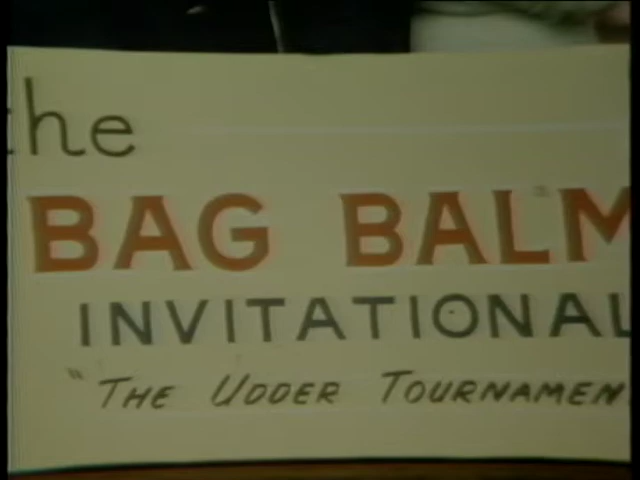 the
BAG BALM
INVITATIONAL
"THE UDDER TOURNAMEN